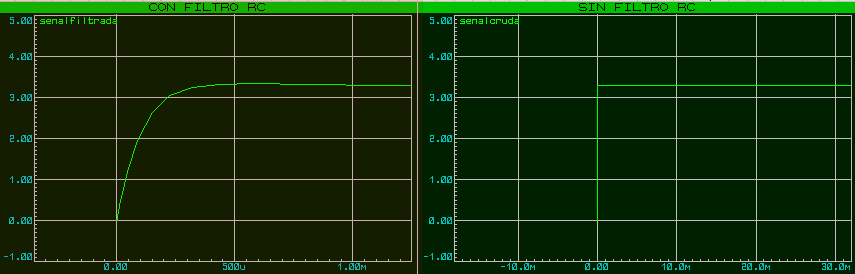 CON FILTRO RC
SIN FILTRO RC
5.00
senalfiltrada
4.00
3.00
2.00
1.00
0.00
-1.00
0.00
500u
1.00m
5.00
senalcruda
4.00
3.00
2.00
1.00
0.00
-1.00
-10.0m
0.00
10.0m
20.0m
30.0m